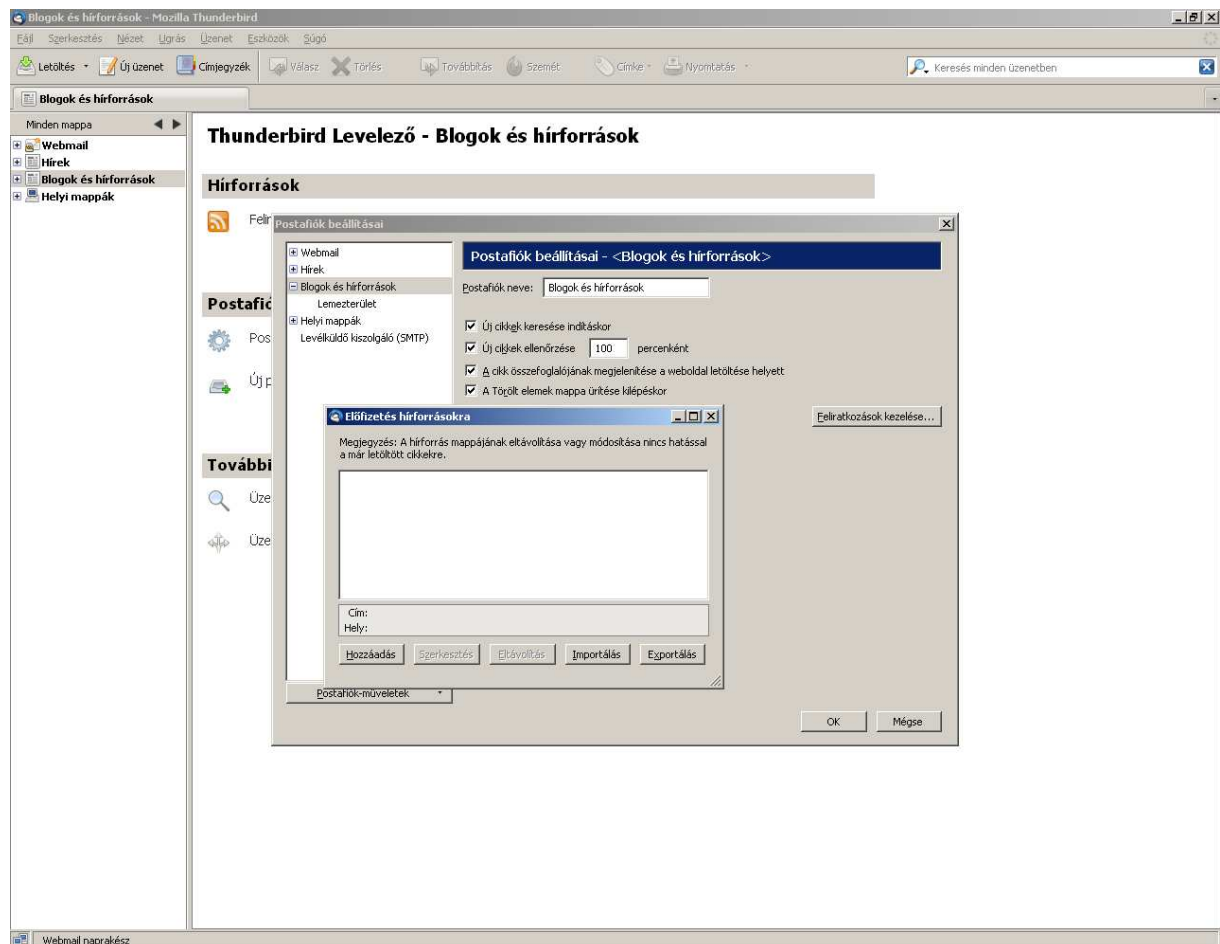 Blogok és hírforrások - Mozilla Thunderbird
Fájl Szerkesztés Nézet Ugrás Üzenet Eszközök Súgó
Letöltés Új üzenet Címjegyzék Válasz Törlés Továbbítás Szemét Címke Nyomtatás Keresés minden üzenetben
Blogok és hírforrások
Minden mappa
Webmail
Hírek
Blogok és hírforrások
Helyi mappák
Thunderbird Levelező - Blogok és hírforrások
Hírforrások
Postafiók beállításai
Webmail
Hírek
Blogok és hírforrások
Lemezterület
Helyi mappák
Levélküldő kiszolgáló (SMTP)
Postafiók-műveletek
Postafiók beállításai - <Blogok és hírforrások>
Postafiók neve: Blogok és hírforrások
Új cikkek keresése indításkor
Új cikkek ellenőrzése 100 percenként
A cikk összefoglalójának megjelenítése a weboldal letöltése helyett
A Törölt elemek mappa ürítése kilépéskor
Feliratkozások kezelése...
Előfizetés hírforrásokra
Megjegyzés: A hírforrás mappájának eltávolítása vagy módosítása nincs hatással
a már letöltött cikkekre.
Cím:
Hely:
Hozzáadás Szerkesztés Eltávolítás Importálás Exportálás
OK Mégse
Webmail naprakész